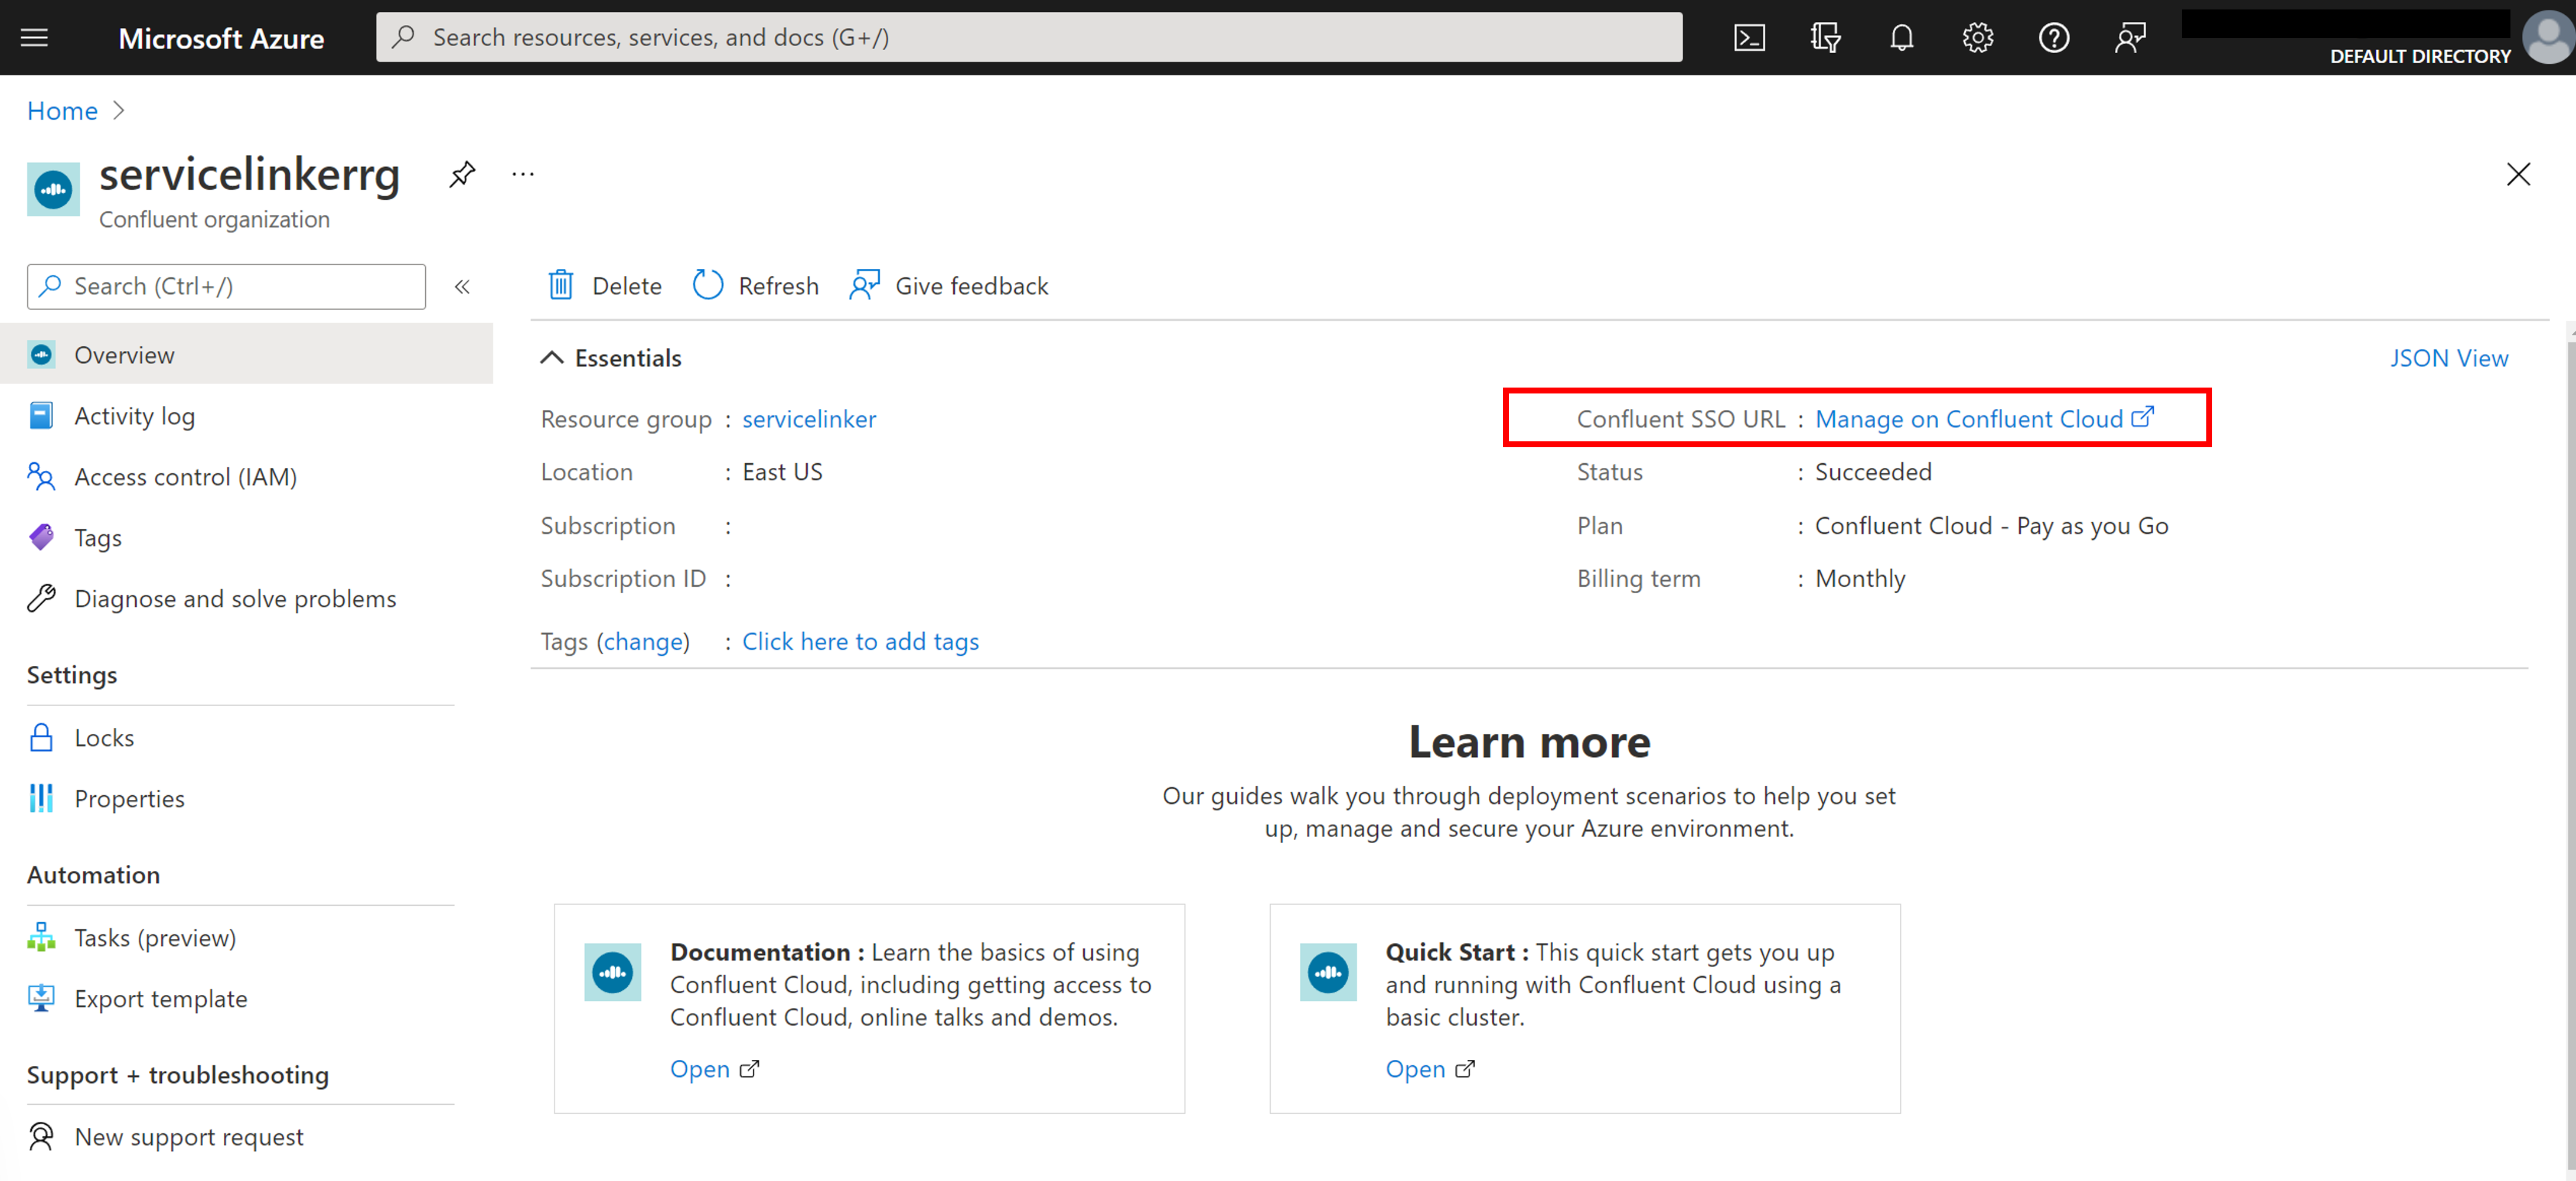 Microsoft Azure
Search resources, services, and docs (G+/)
DEFAULT DIRECTORY
Home
servicelinkerrg
...
Confluent organization
Search (Ctrl+/)
«
Delete
Refresh
Give feedback
Overview
Activity log
Access control (IAM)
Tags
Diagnose and solve problems
Settings
Locks
Properties
Automation
Tasks (preview)
Export template
Support + troubleshooting
New support request
Essentials
JSON View
Resource group : servicelinker
Location : East US
Subscription :
Subscription ID :
Tags (change) : Click here to add tags
Confluent SSO URL : Manage on Confluent Cloud
Status : Succeeded
Plan : Confluent Cloud - Pay as you Go
Billing term : Monthly
Learn more
Our guides walk you through deployment scenarios to help you set
up, manage and secure your Azure environment.
Documentation : Learn the basics of using
Confluent Cloud, including getting access to
Confluent Cloud, online talks and demos.
Open
Quick Start : This quick start gets you up
and running with Confluent Cloud using a
basic cluster.
Open